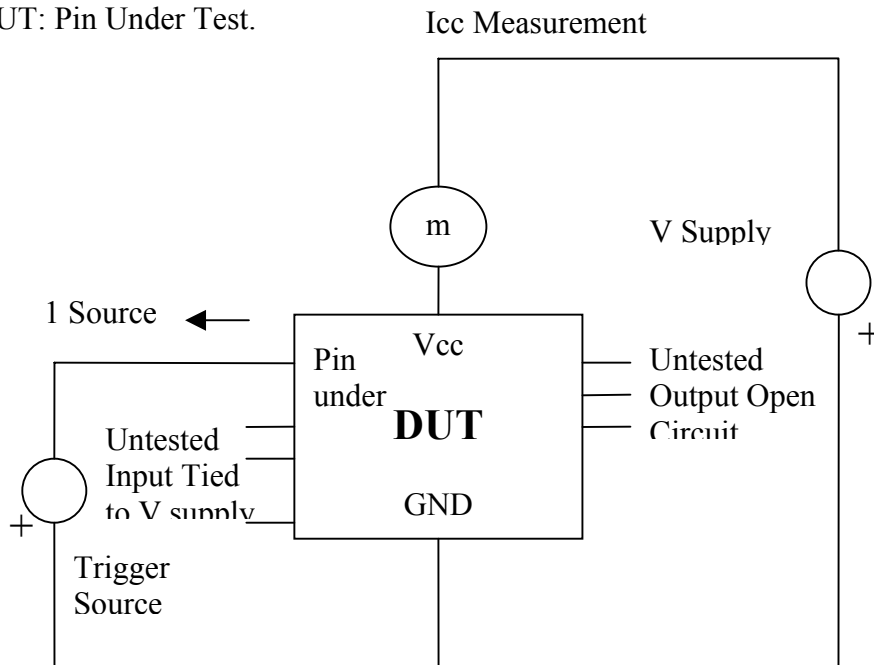 UT: Pin Under Test.
Icc Measurement
m
V Supply
+
1 Source
Vcc
Pin
under
DUT
GND
Untested
Output Open
Circuit
Untested
Input Tied
to V supply
+
Trigger
Source